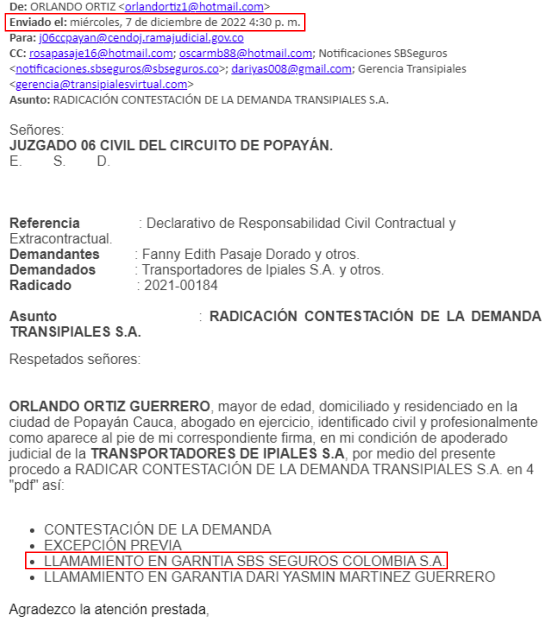 De: ORLANDO ORTIZ <orlandortiz1@hotmail.com>
Enviado el: miércoles, 7 de diciembre de 2022 4:30 p. m.
Para: j06ccpayan@cendoj.ramajudicial.gov.co
CC: rosapasaje16@hotmail.com; oscarmb88@hotmail.com; Notificaciones SBSeguros
<notificaciones.sbseguros@sbseguros.co>; dariyas008@gmail.com; Gerencia Transipiales
<gerencia@transipialesvirtual.com>
Asunto: RADICACIÓN CONTESTACIÓN DE LA DEMANDA TRANSIPIALES S.A.
Señores:
JUZGADO 06 CIVIL DEL CIRCUITO DE POPAYÁN.
E. S. D.
Referencia : Declarativo de Responsabilidad Civil Contractual y
Extracontractual.
Demandantes : Fanny Edith Pasaje Dorado y otros.
Demandados : Transportadores de Ipiales S.A. y otros.
Radicado : 2021-00184
Asunto : RADICACIÓN CONTESTACIÓN DE LA DEMANDA
TRANSIPIALES S.A.
Respetados señores:
ORLANDO ORTIZ GUERRERO, mayor de edad, domiciliado y residenciado en la
ciudad de Popayán Cauca, abogado en ejercicio, identificado civil y profesionalmente
como aparece al pie de mi correspondiente firma, en mi condición de apoderado
judicial de la TRANSPORTADORES DE IPIALES S.A, por medio del presente
procedo a RADICAR CONTESTACIÓN DE LA DEMANDA TRANSIPIALES S.A. en 4
"pdf" así:
• CONTESTACIÓN DE LA DEMANDA
• EXCEPCIÓN PREVIA
• LLAMAMIENTO EN GARNTIA SBS SEGUROS COLOMBIA S.A.
• LLAMAMIENTO EN GARANTIA DARI YASMIN MARTINEZ GUERRERO
Agradezco la atención prestada,